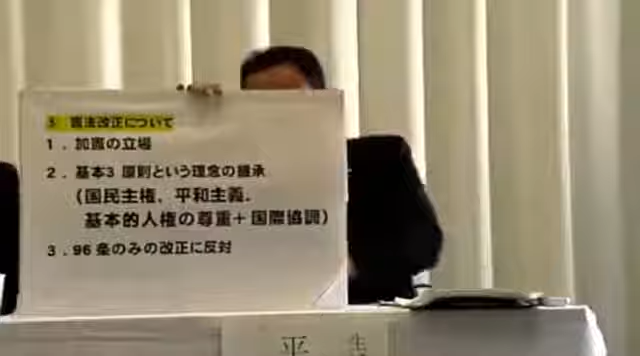 5 憲法改正について
1．加憲の立場
2．基本3原則という理念の継承
（国民主権、平和主義、
基本的人権の尊重＋国際協調）
3．96条のみの改正に反対
平
生